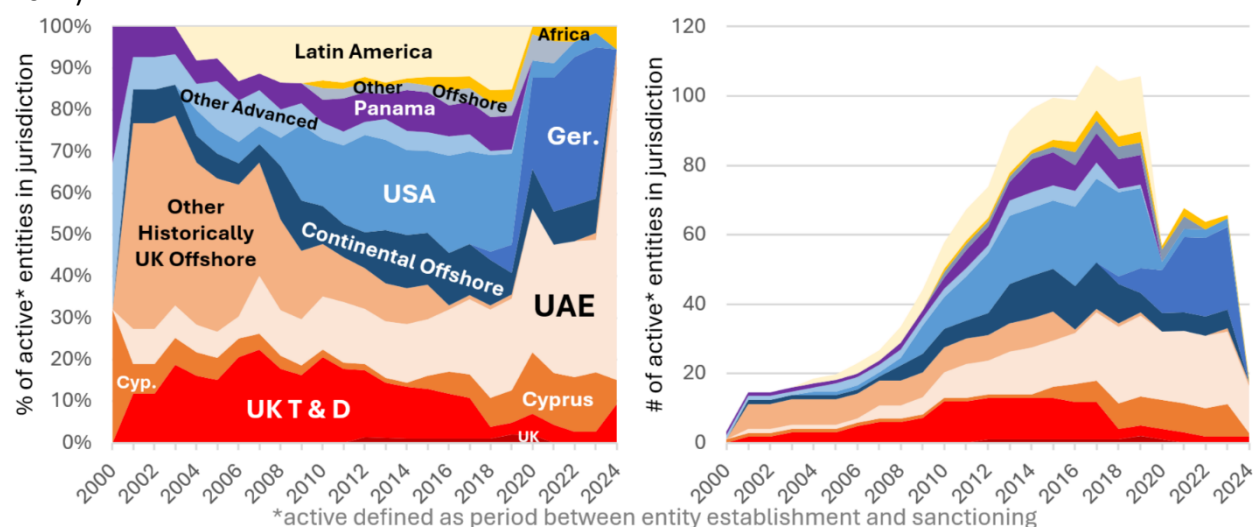 % of active* entities in jurisdiction
100%
90%
80%
70%
60%
50%
40%
30%
20%
10%
0%
Latin America
Africa
Other
Offshore
Panama
Other Advanced
Ger.
USA
Other
Historically
UK Offshore
Continental Offshore
UAE
Cyp.
Cyprus
UK T & D
UK
2000
2002
2004
2006
2008
2010
2012
2014
2016
2018
2020
2022
2024
# of active* entities in jurisdiction
120
100
80
60
40
20
0
2000
2002
2004
2006
2008
2010
2012
2014
2016
2018
2020
2022
2024
*active defined as period between entity establishment and sanctioning